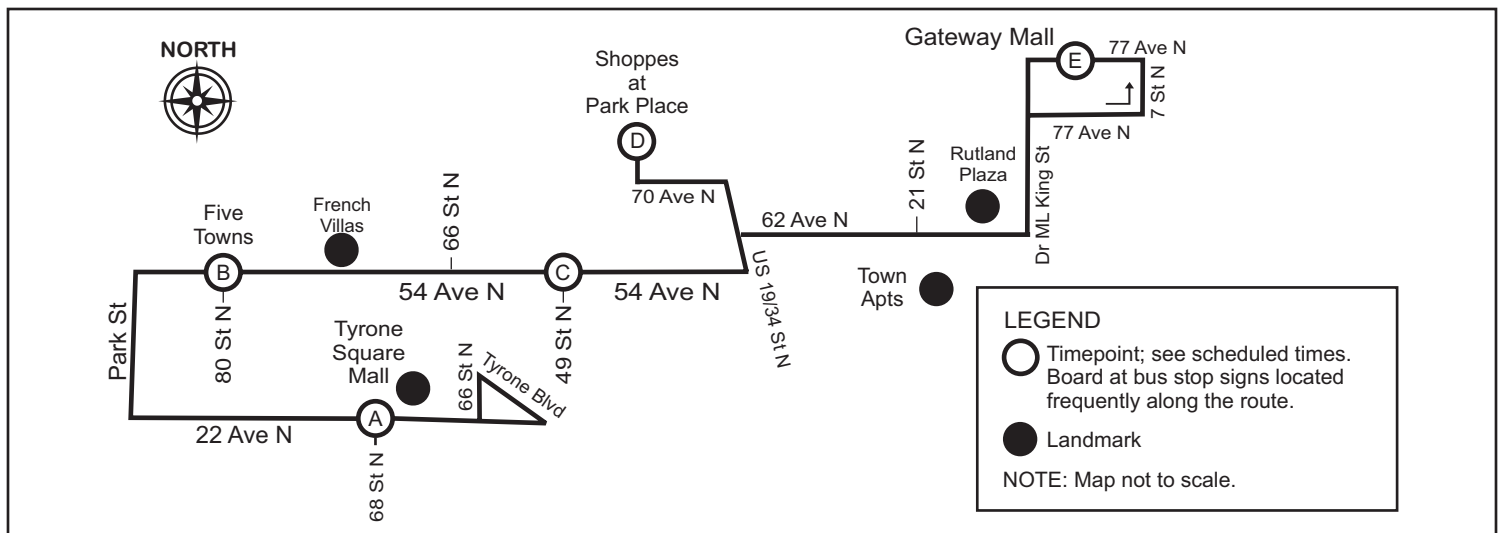 NORTH
Gateway Mall
E
77 Ave N
7 St N
77 Ave N
Shoppes
at
Park Place
D
70 Ave N
21 St N
Rutland
Plaza
Dr ML King St
62 Ave N
US 19/34 St N
Five
Towns
B
80 St N
French
Villas
66 St N
54 Ave N
C
49 St N
54 Ave N
Town
Apts
Park St
Tyrone
Square
Mall
66 St N
Tyrone Blvd
A
22 Ave N
68 St N
LEGEND
Timepoint; see scheduled times.
Board at bus stop signs located
frequently along the route.
Landmark
NOTE: Map not to scale.